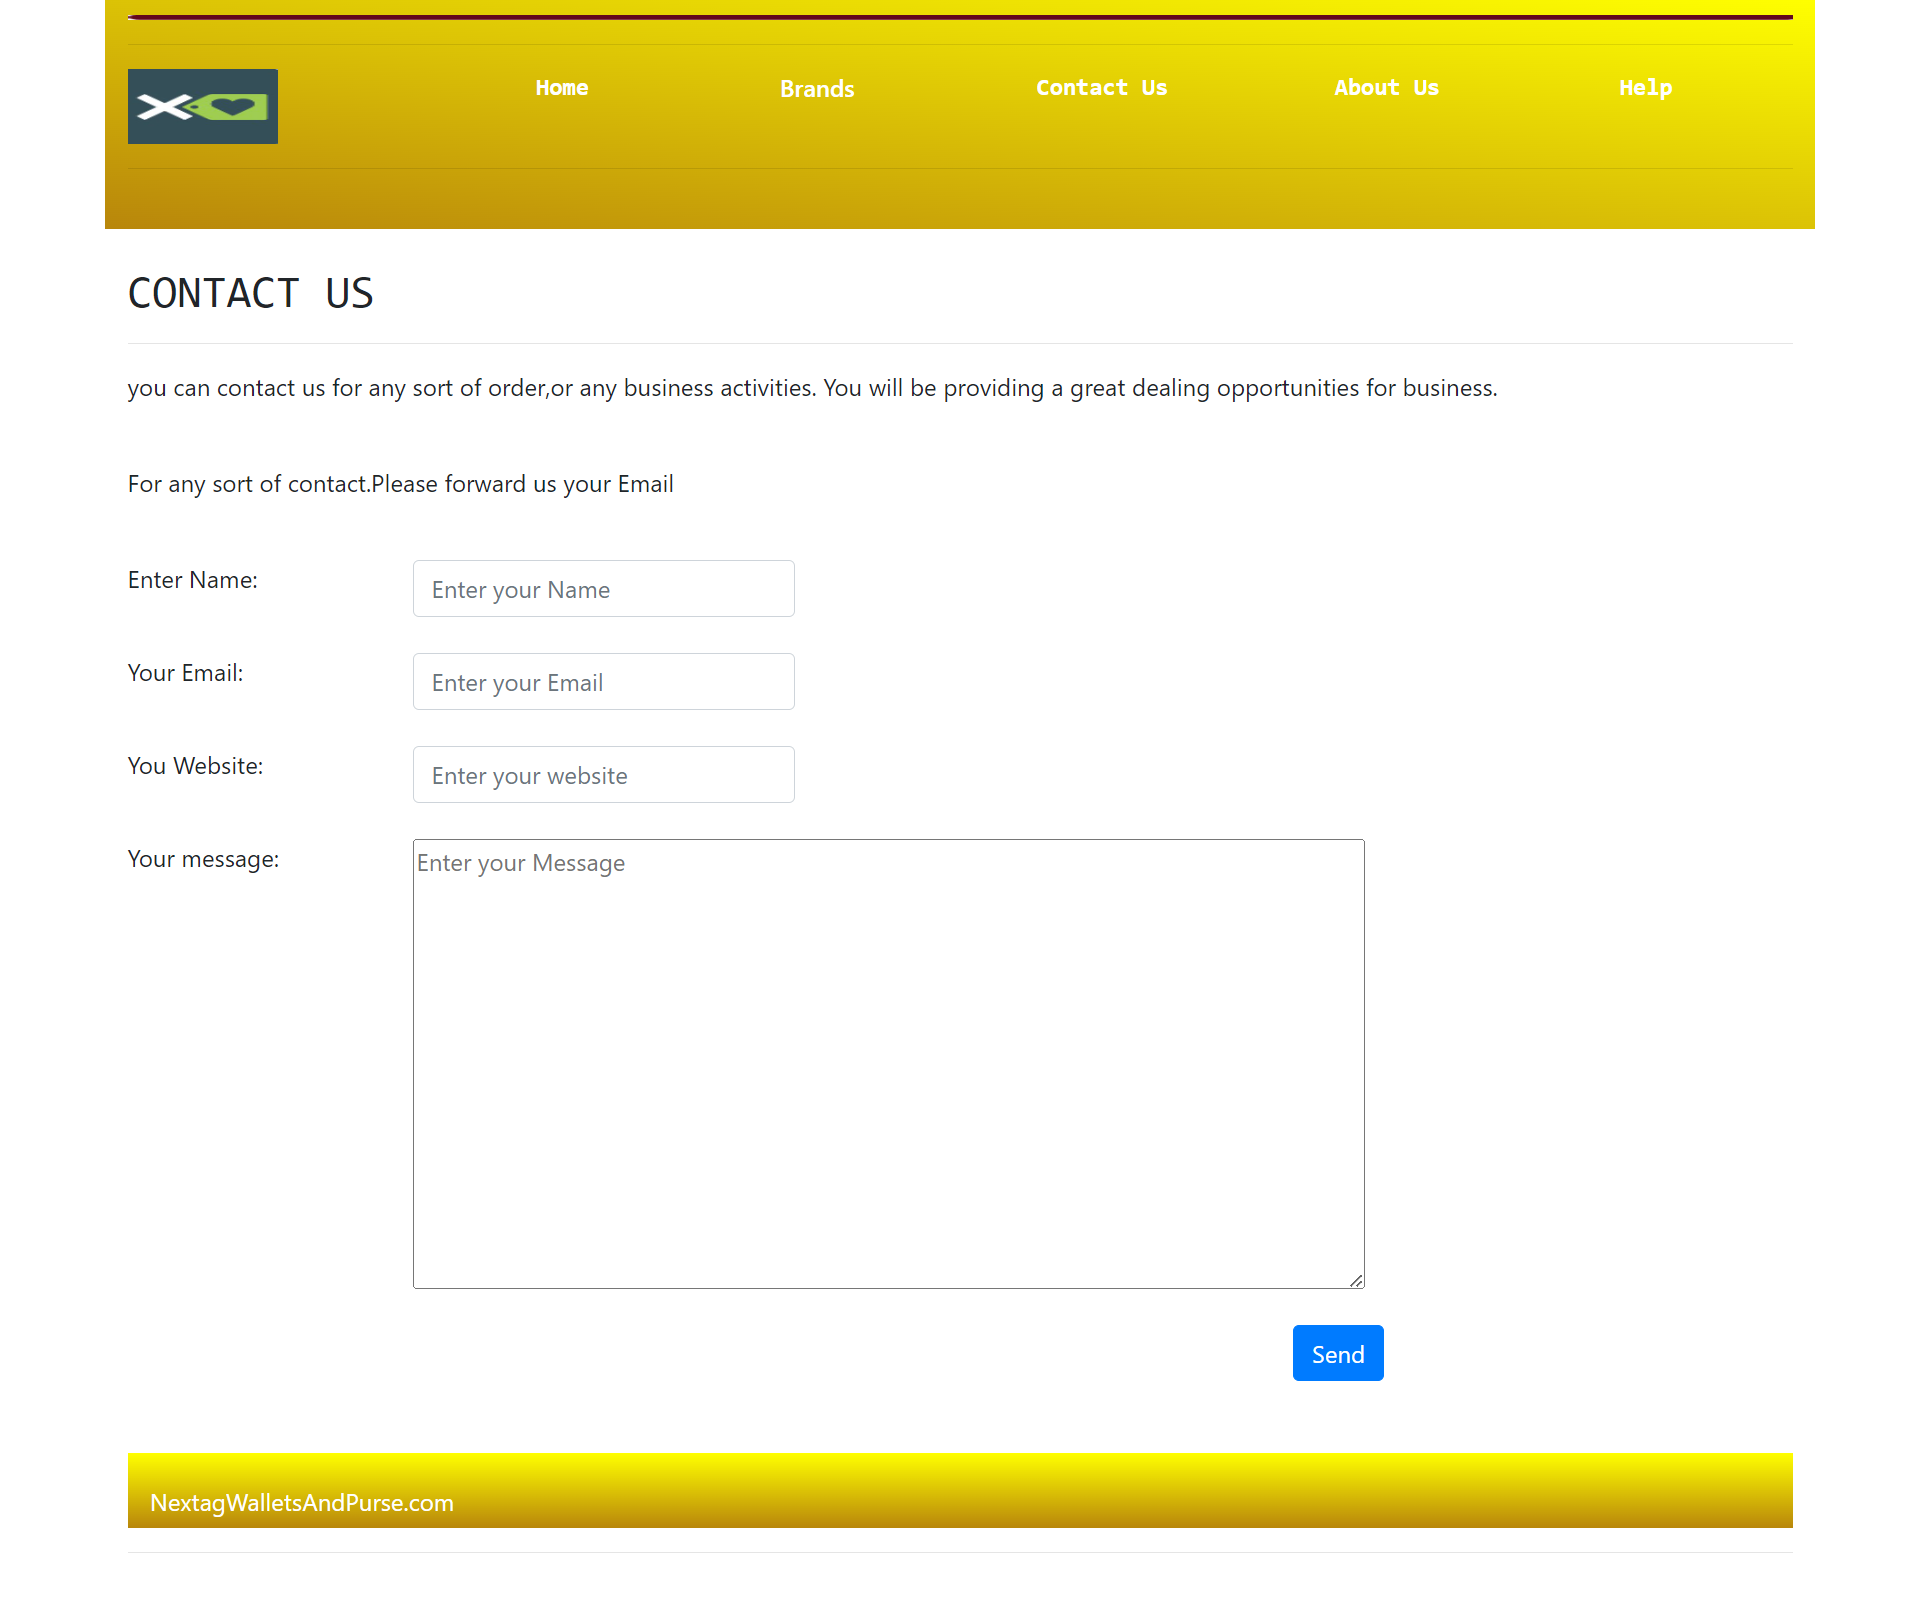 Home Brands Contact Us About Us Help
CONTACT US
you can contact us for any sort of order,or any business activities. You will be providing a great dealing opportunities for business.
For any sort of contact.Please forward us your Email
Enter Name: Enter your Name
Your Email: Enter your Email
You Website: Enter your website
Your message: Enter your Message
Send
NextagWalletsAndPurse.com